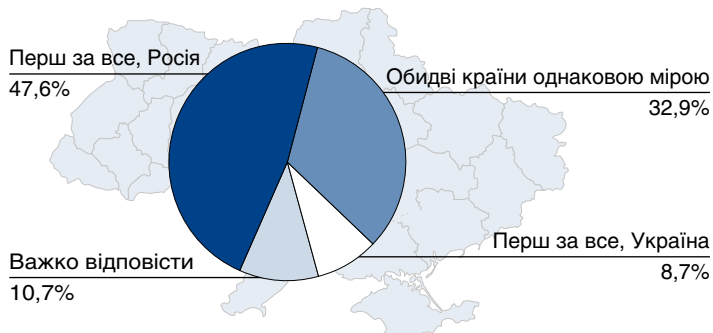 Перш за все, Росія
47,6%
Обидві країни однаковою мірою
32,9%
Перш за все, Україна
8,7%
Важко відповісти
10,7%